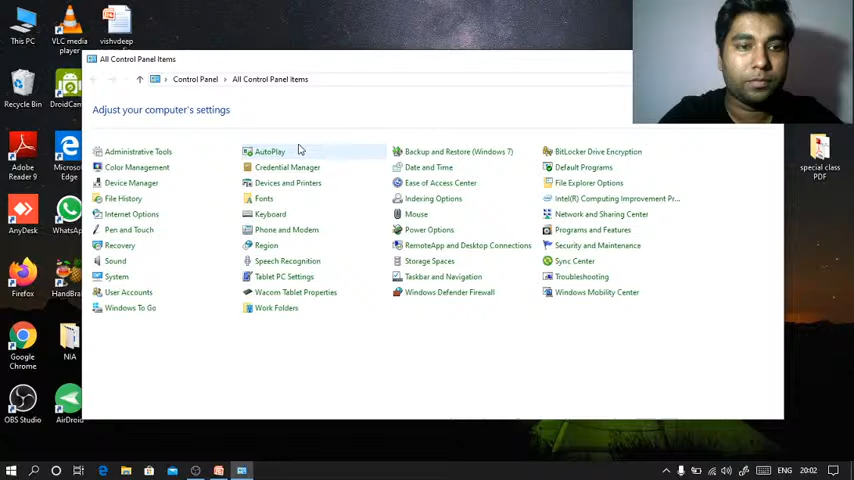 This PC
VLC media player
vishvdeep
Recycle Bin
DroidCam
Adobe Reader 9
Microsoft
AnyDesk
WhatsA
Firefox
HandBra
Google Chrome
NIA
OBS Studio
AirDroid
special class PDF
All Control Panel Items
Control Panel > All Control Panel Items
Adjust your computer's settings
Administrative Tools
AutoPlay
Backup and Restore (Windows 7)
BitLocker Drive Encryption
Color Management
Credential Manager
Date and Time
Default Programs
Device Manager
Devices and Printers
Ease of Access Center
File Explorer Options
File History
Fonts
Indexing Options
Intel(R) Computing Improvement Pr...
Internet Options
Keyboard
Mouse
Network and Sharing Center
Pen and Touch
Phone and Modem
Power Options
Programs and Features
Recovery
Region
RemoteApp and Desktop Connections
Security and Maintenance
Sound
Speech Recognition
Storage Spaces
Sync Center
System
Tablet PC Settings
Taskbar and Navigation
Troubleshooting
User Accounts
Wacom Tablet Properties
Windows Defender Firewall
Windows Mobility Center
Windows To Go
Work Folders
ENG
20:02